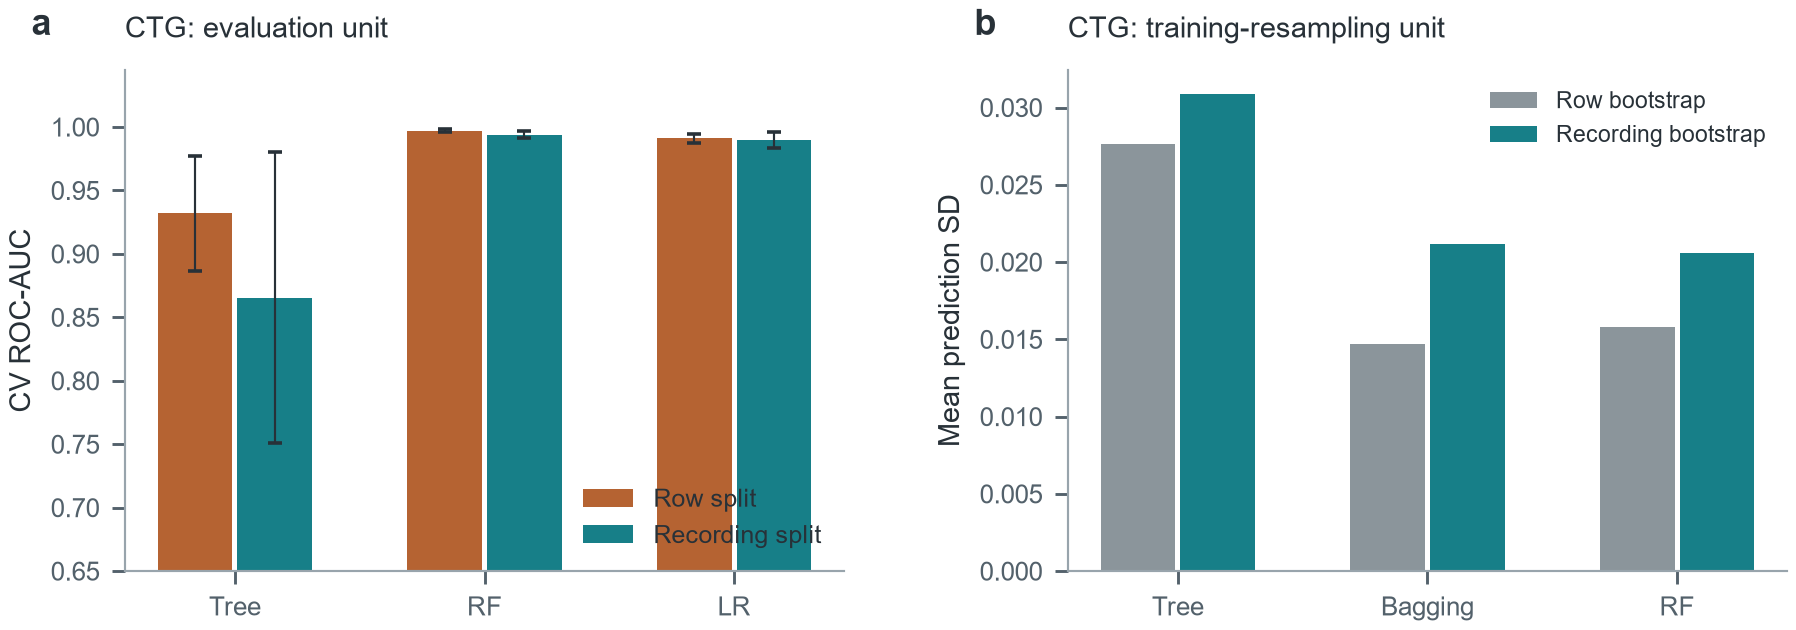 a
CTG: evaluation unit
CV ROC-AUC
1.00
0.95
0.90
0.85
0.80
0.75
0.70
0.65
Row split
Recording split
Tree
RF
LR
b
CTG: training-resampling unit
Mean prediction SD
0.030
0.025
0.020
0.015
0.010
0.005
0.000
Row bootstrap
Recording bootstrap
Tree
Bagging
RF